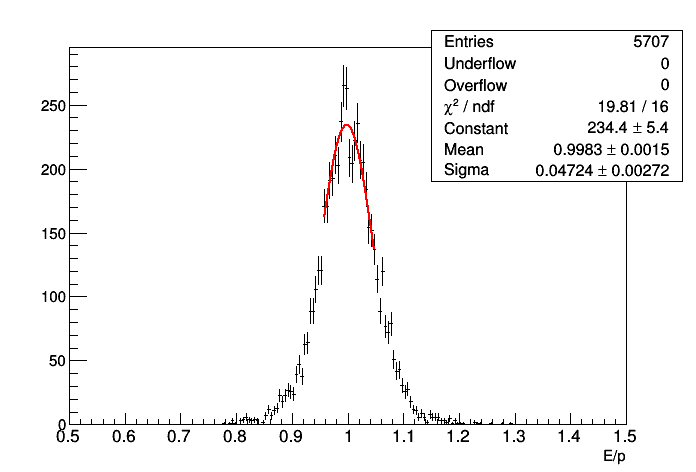 Entries 5707
Underflow 0
Overflow 0
χ² / ndf 19.81 / 16
Constant 234.4 ± 5.4
Mean 0.9983 ± 0.0015
Sigma 0.04724 ± 0.00272
250
200
150
100
50
0
0.5 0.6 0.7 0.8 0.9 1 1.1 1.2 1.3 1.4 1.5
E/p